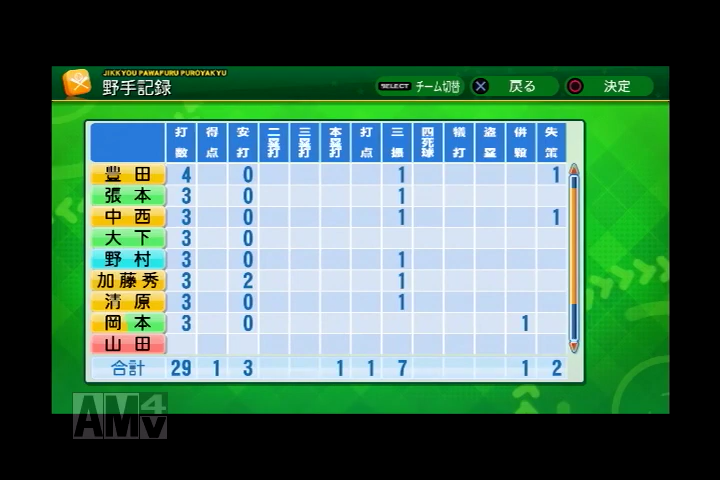 JIKKYOU PAWAFURU PUROYAKYU
野手記録 SELECT チーム切替 戻る 決定
打数 得点 安打 二塁打 三塁打 本塁打 打点 三振 四死球 犠打 盗塁 併殺 失策
豊田 4 0 1 1
張本 3 0 1
中西 3 0 1 1
大下 3 0
野村 3 0 1
加藤秀 3 2 1
清原 3 0 1
岡本 3 0 1
山田
合計 29 1 3 1 1 7 1 2
AM4V